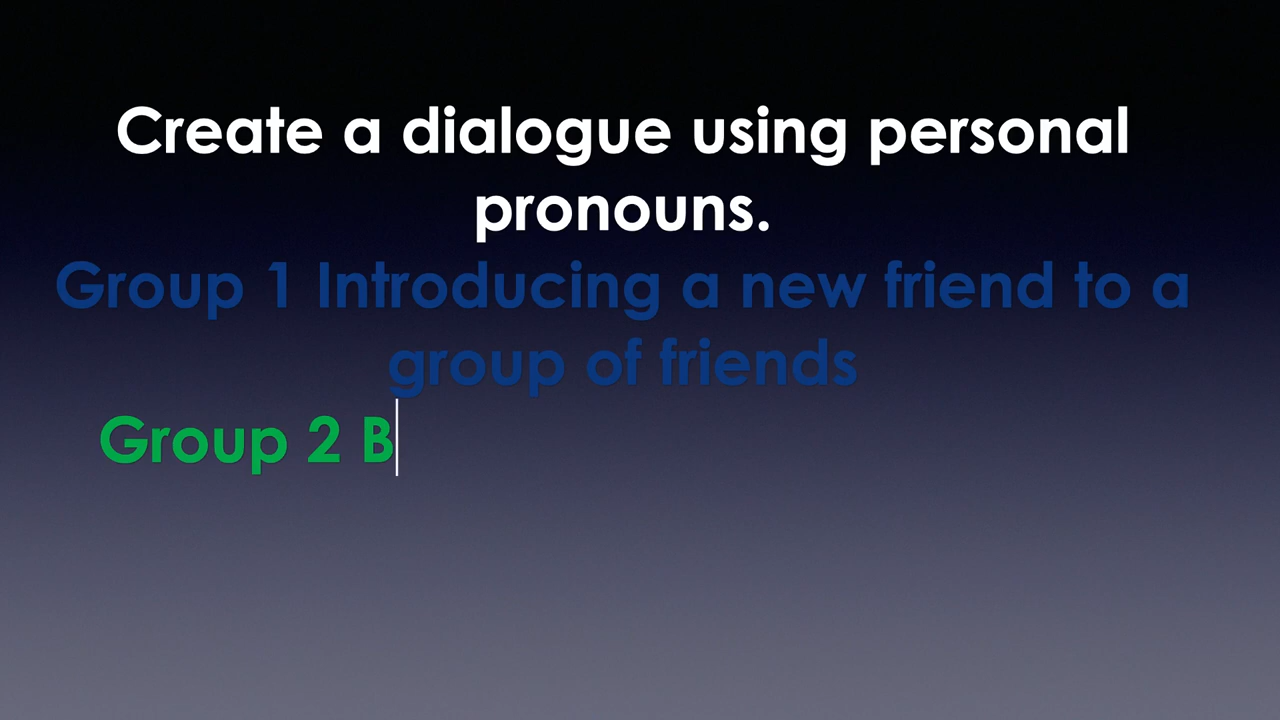 Create a dialogue using personal
pronouns.
Group 1 Introducing a new friend to a
group of friends
Group 2 B